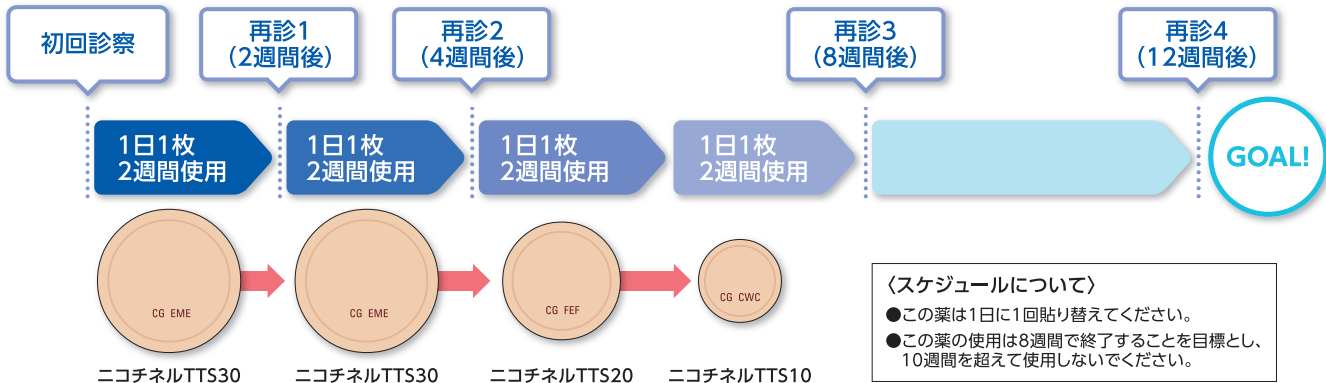 初回診察
再診1
(2週間後)
再診2
(4週間後)
再診3
(8週間後)
再診4
(12週間後)
1日1枚
2週間使用
1日1枚
2週間使用
1日1枚
2週間使用
1日1枚
2週間使用
GOAL!
CG EME
CG EME
CG FEF
CG CWC
ニコチネルTTS30
ニコチネルTTS30
ニコチネルTTS20
ニコチネルTTS10
〈スケジュールについて〉
●この薬は1日に1回貼り替えてください。
●この薬の使用は8週間で終了することを目標とし、
10週間を超えて使用しないでください。